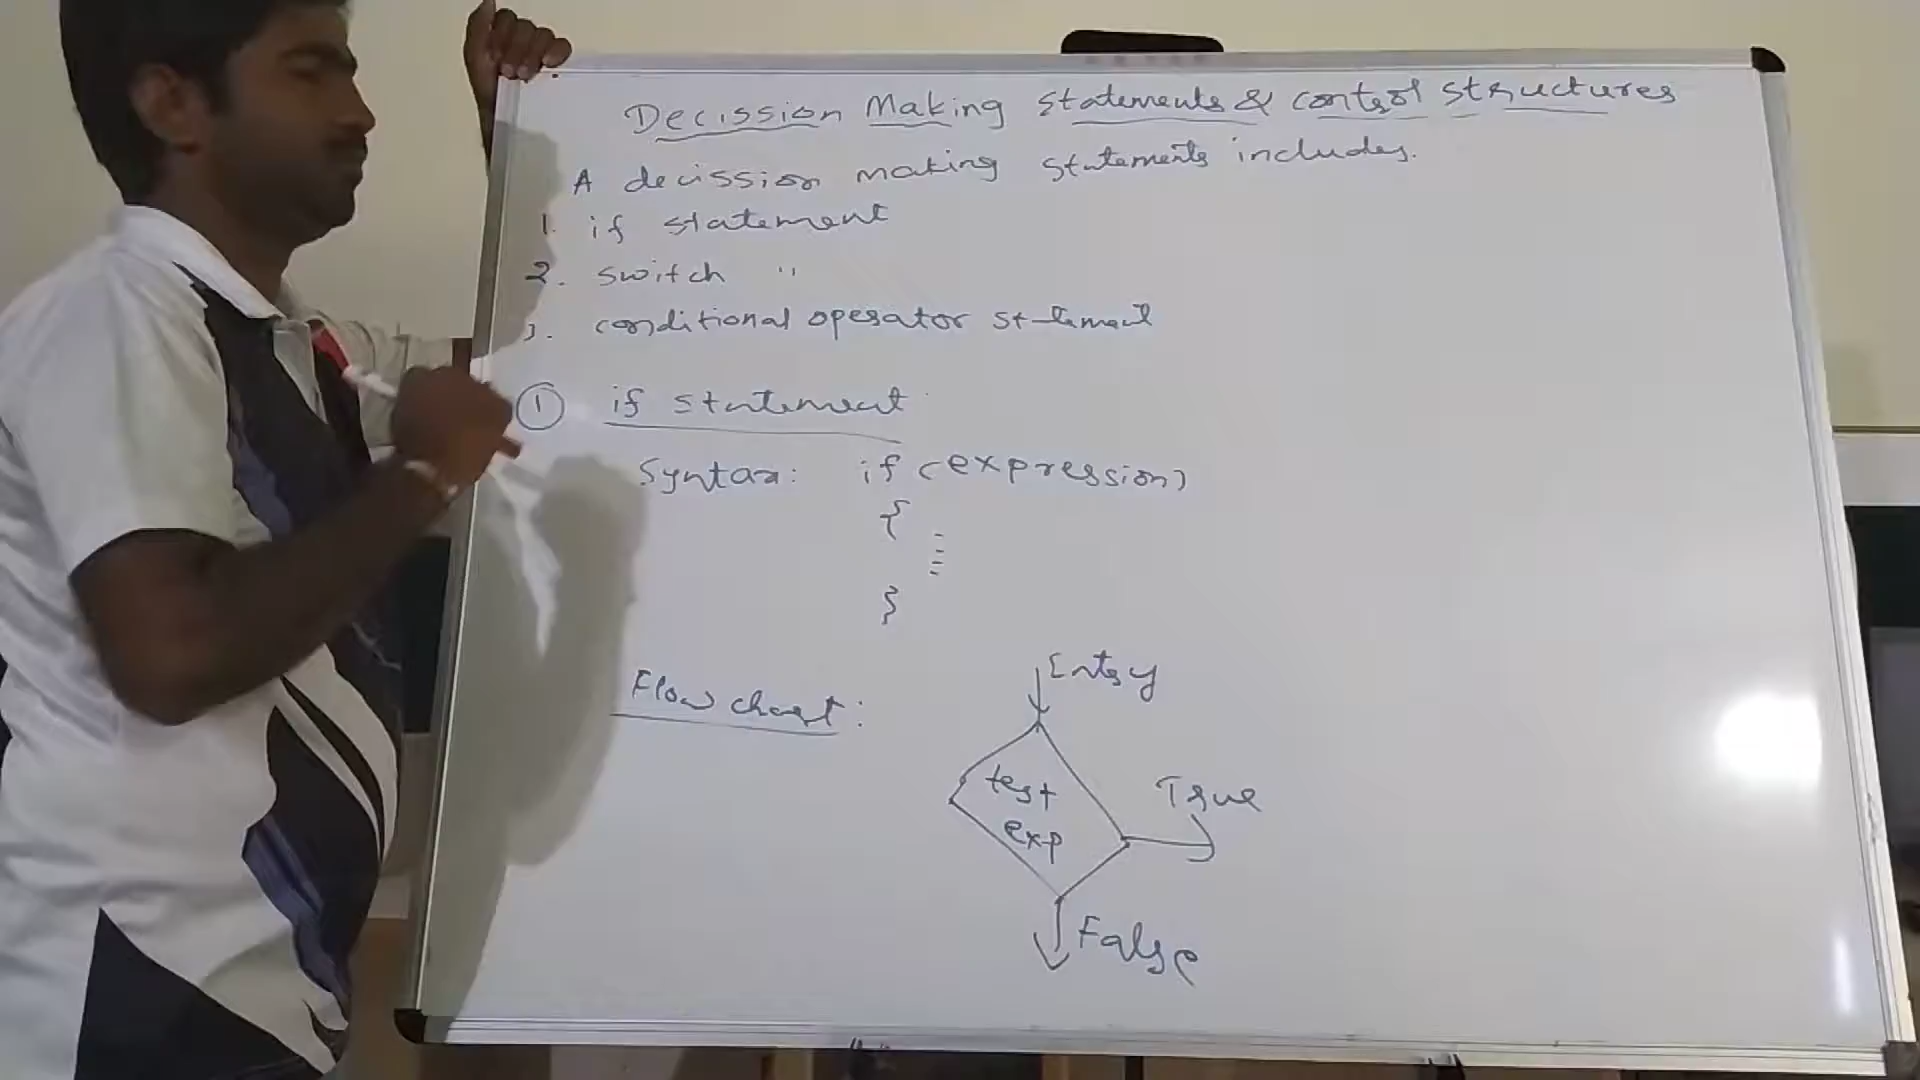 Decission Making Statements & control structures
A decission making statements includes.
1. if statement
2. switch "
3. conditional operator statement
① if statement
Syntax: if (expression)
{
}
Flow chart:
Entry
test
exp
True
False